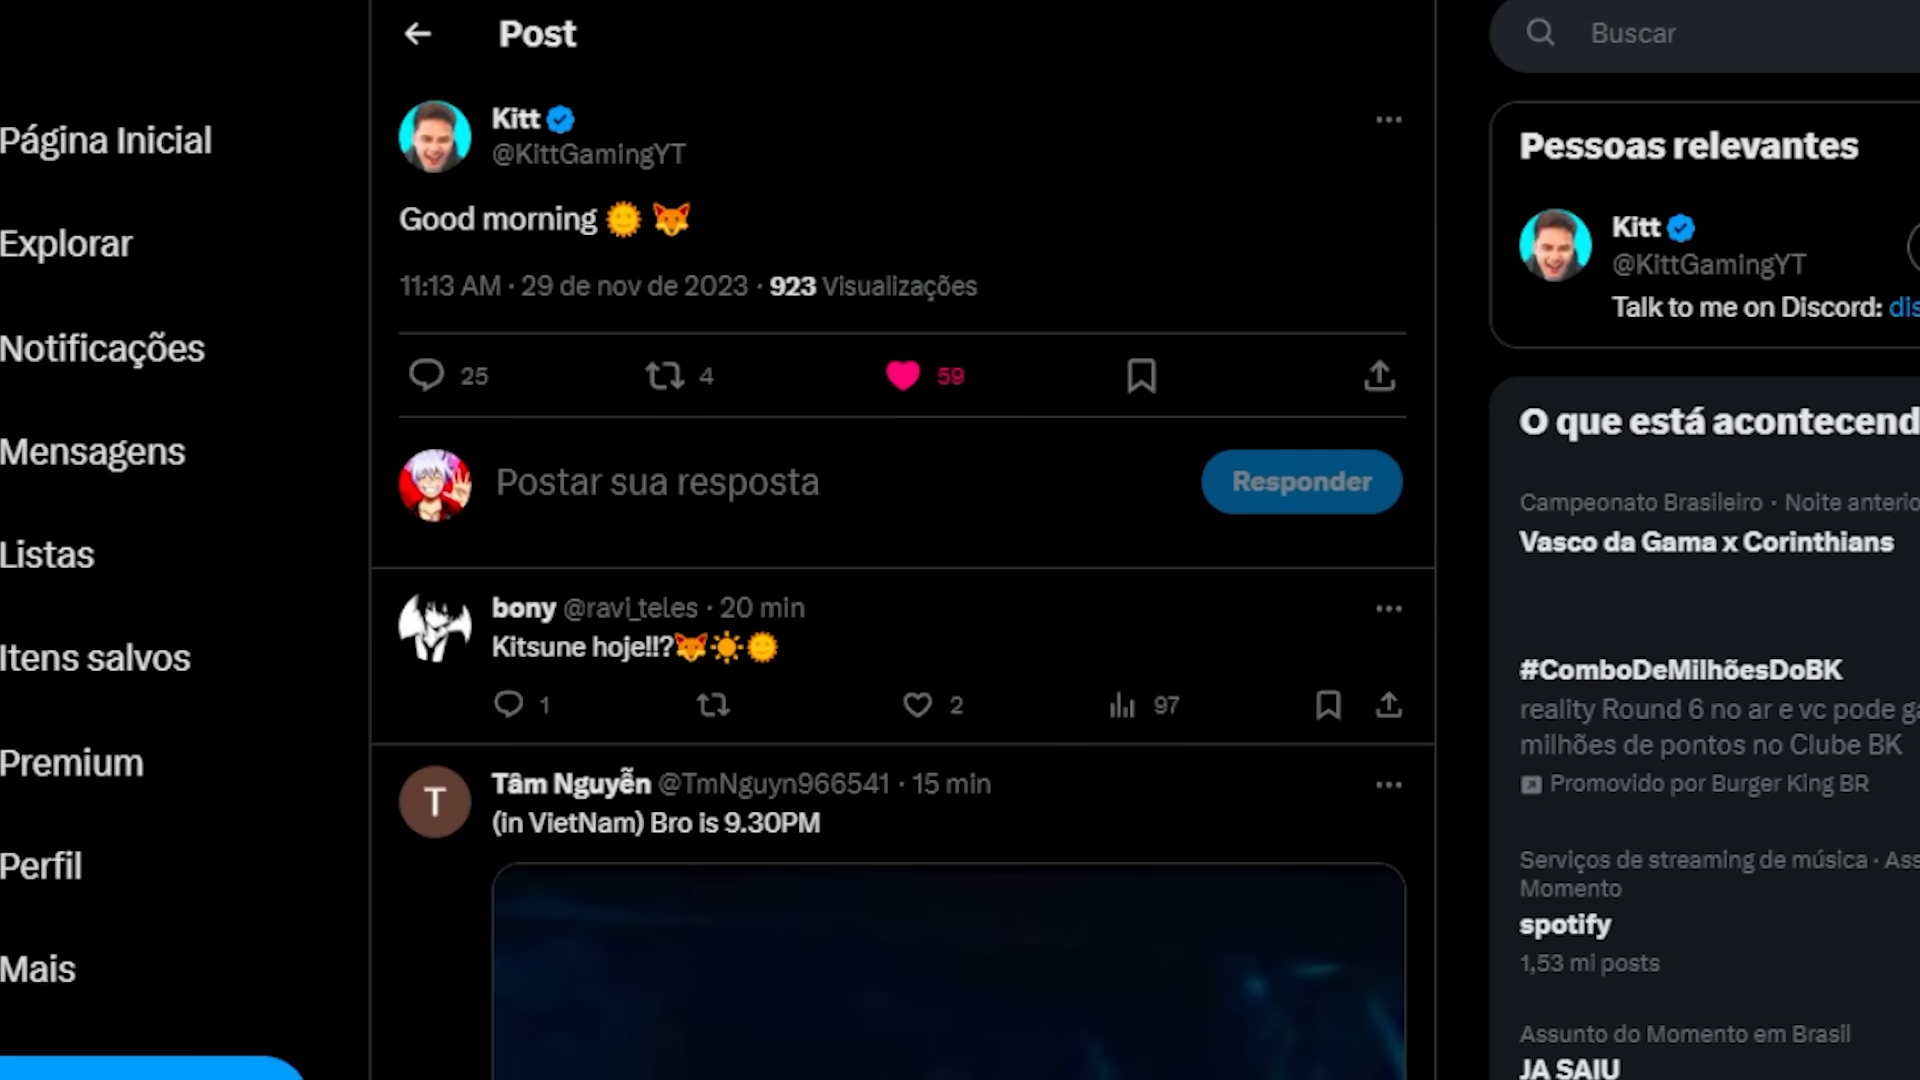 Post
Buscar
Página Inicial
Explorar
Notificações
Mensagens
Listas
Itens salvos
Premium
Perfil
Mais
Kitt
@KittGamingYT
Good morning 🌞 🦊
11:13 AM · 29 de nov de 2023 · 923 Visualizações
25 4 59
Postar sua resposta
Responder
bony @ravi_teles · 20 min
Kitsune hoje!!?🦊☀️🌞
1 2 97
T
Tâm Nguyễn @TmNguyn966541 · 15 min
(in VietNam) Bro is 9.30PM
Pessoas relevantes
Kitt
@KittGamingYT
Talk to me on Discord: dis
O que está acontecend
Campeonato Brasileiro · Noite anterio
Vasco da Gama x Corinthians
#ComboDeMilhõesDoBK
reality Round 6 no ar e vc pode ga
milhões de pontos no Clube BK
Promovido por Burger King BR
Serviços de streaming de música · Ass
Momento
spotify
1,53 mi posts
Assunto do Momento em Brasil
JA SAIU